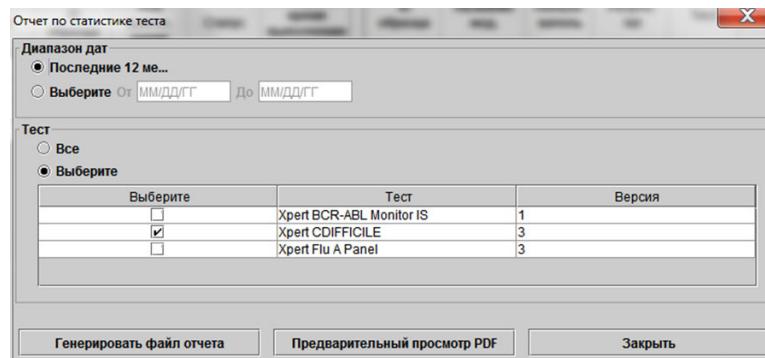 Отчет по статистике теста
Диапазон дат
Последние 12 ме...
Выберите От ММ/ДД/ГГ До ММ/ДД/ГГ
Тест
Все
Выберите
Выберите Тест Версия
Xpert BCR-ABL Monitor IS 1
Xpert CDIFFICILE 3
Xpert Flu A Panel 3
Генерировать файл отчета Предварительный просмотр PDF Закрыть